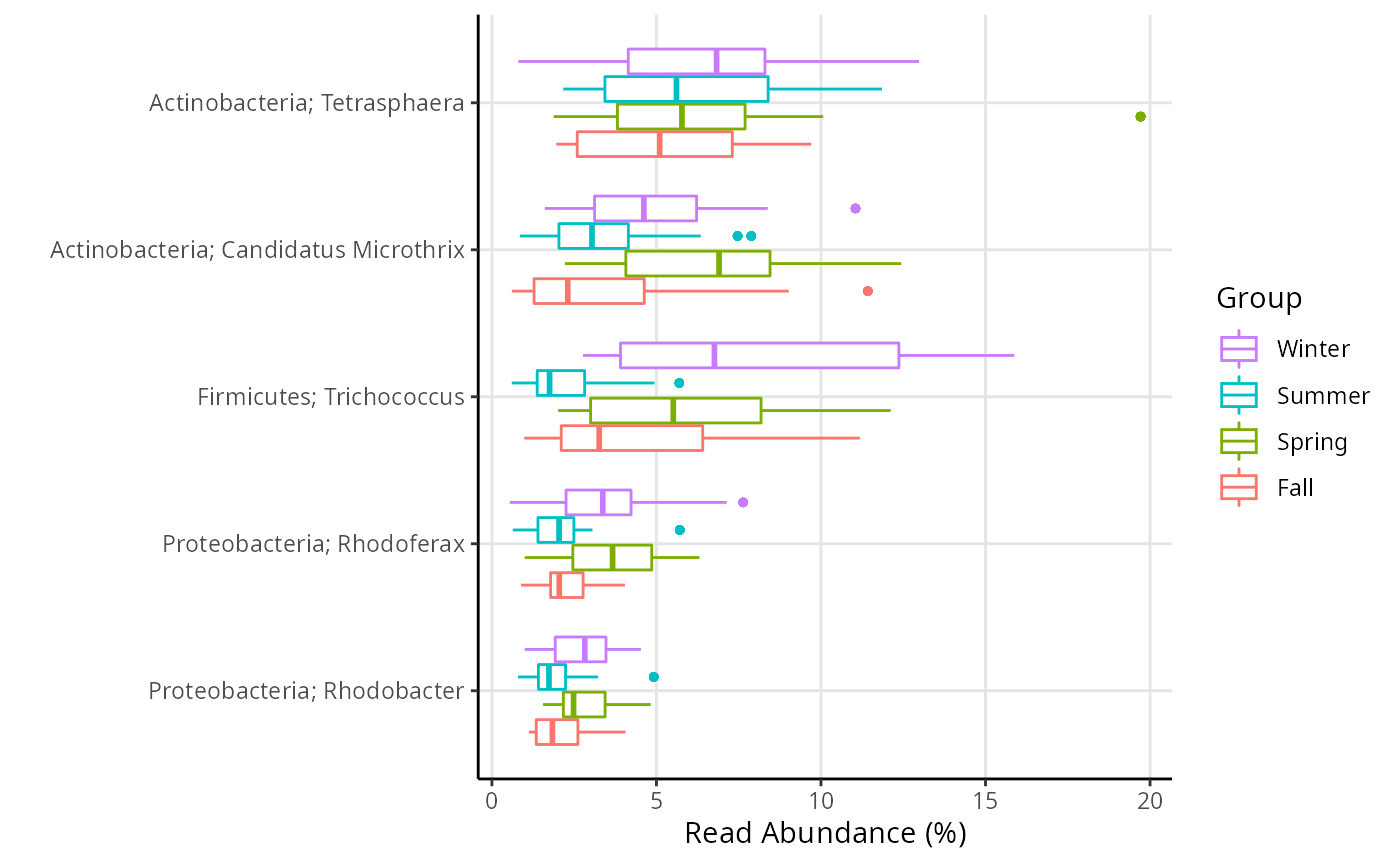 Actinobacteria; Tetrasphaera
Actinobacteria; Candidatus Microthrix
Firmicutes; Trichococcus
Proteobacteria; Rhodoferax
Proteobacteria; Rhodobacter
0 5 10 15 20
Read Abundance (%)
Group
Winter
Summer
Spring
Fall